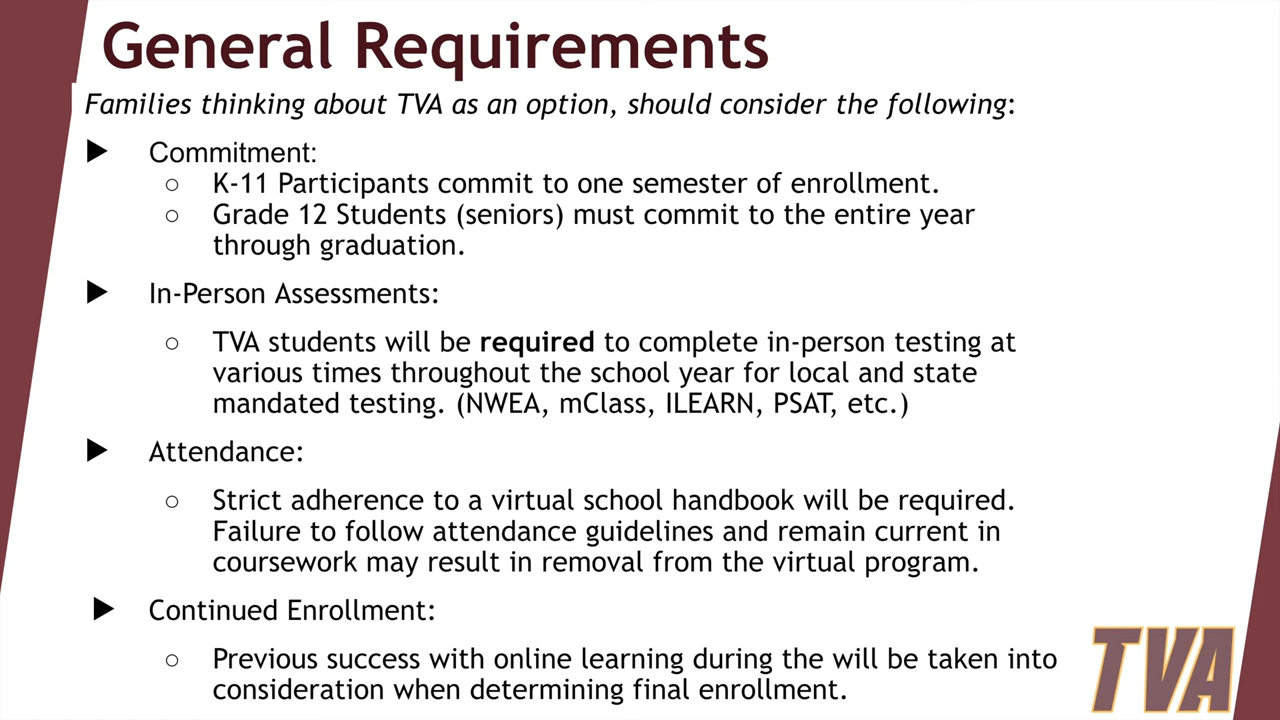 General Requirements
Families thinking about TVA as an option, should consider the following:
▶ Commitment:
○ K-11 Participants commit to one semester of enrollment.
○ Grade 12 Students (seniors) must commit to the entire year
through graduation.
▶ In-Person Assessments:
○ TVA students will be required to complete in-person testing at
various times throughout the school year for local and state
mandated testing. (NWEA, mClass, ILEARN, PSAT, etc.)
▶ Attendance:
○ Strict adherence to a virtual school handbook will be required.
Failure to follow attendance guidelines and remain current in
coursework may result in removal from the virtual program.
▶ Continued Enrollment:
○ Previous success with online learning during the will be taken into
consideration when determining final enrollment.
TVA